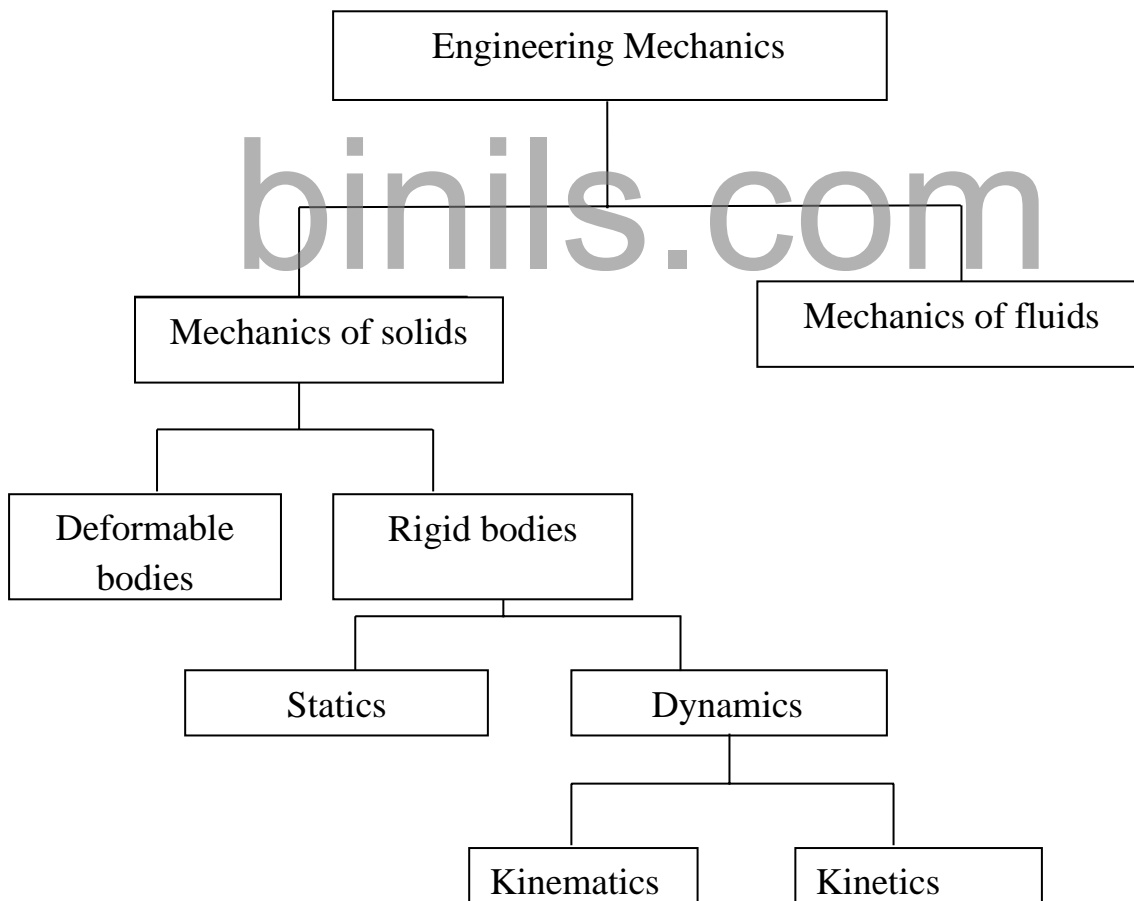 Engineering Mechanics
binils.com
Mechanics of solids
Mechanics of fluids
Deformable
bodies
Rigid bodies
Statics
Dynamics
Kinematics
Kinetics